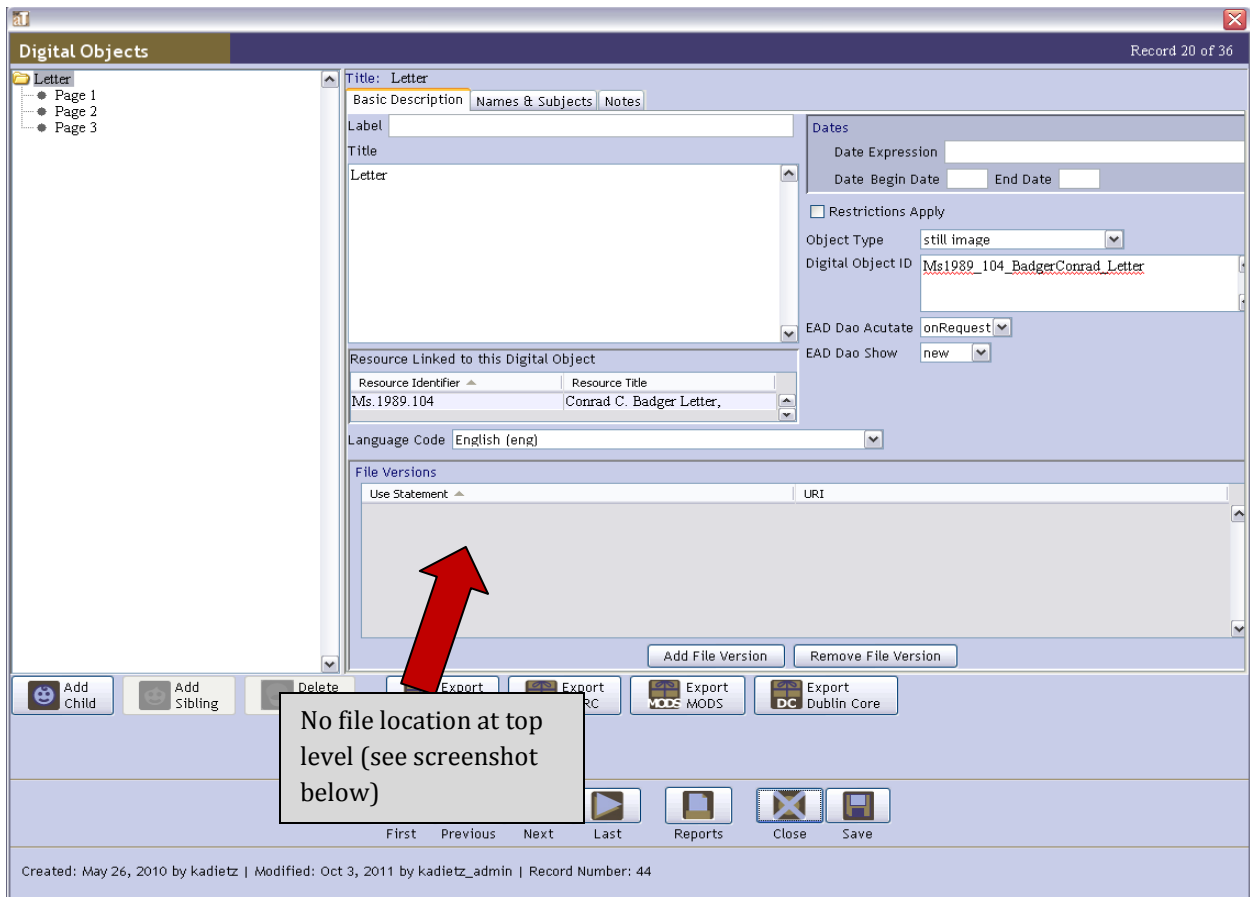 aT
Digital Objects
Record 20 of 36
Letter
Page 1
Page 2
Page 3
Title: Letter
Basic Description Names & Subjects Notes
Label
Title
Letter
Dates
Date Expression
Date Begin Date End Date
Restrictions Apply
Object Type still image
Digital Object ID Ms1989_104_BadgerConrad_Letter
EAD Dao Acutate onRequest
EAD Dao Show new
Resource Linked to this Digital Object
Resource Identifier Resource Title
Ms.1989.104 Conrad C. Badger Letter,
Language Code English (eng)
File Versions
Use Statement URI
Add File Version Remove File Version
Add Child
Add Sibling
Delete
Export
Export RC
MODS Export MODS
DC Export Dublin Core
No file location at top
level (see screenshot
below)
First Previous Next Last Reports Close Save
Created: May 26, 2010 by kadietz | Modified: Oct 3, 2011 by kadietz_admin | Record Number: 44